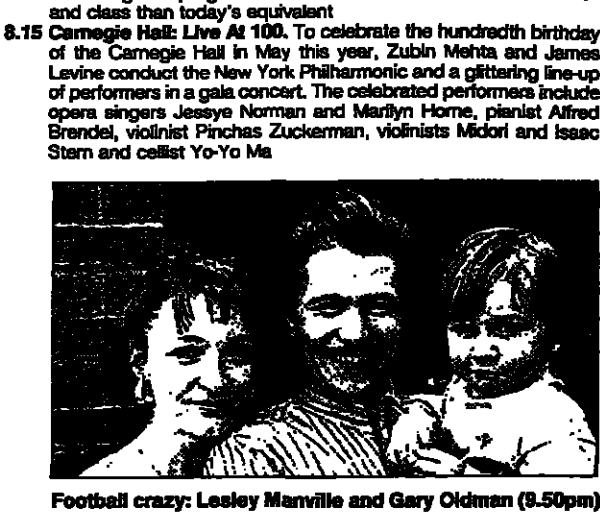 and class than today's equivalent
8.15 Carnegie Hall: Live At 100. To celebrate the hundredth birthday
of the Carnegie Hall in May this year, Zubin Mehta and James
Levine conduct the New York Philharmonic and a glittering line-up
of performers in a gala concert. The celebrated performers include
opera singers Jessye Norman and Marilyn Horne, pianist Alfred
Brendel, violinist Pinchas Zuckerman, violinists Midori and Isaac
Stern and cellist Yo-Yo Ma
Football crazy: Lesley Manville and Gary Oldman (9.50pm)